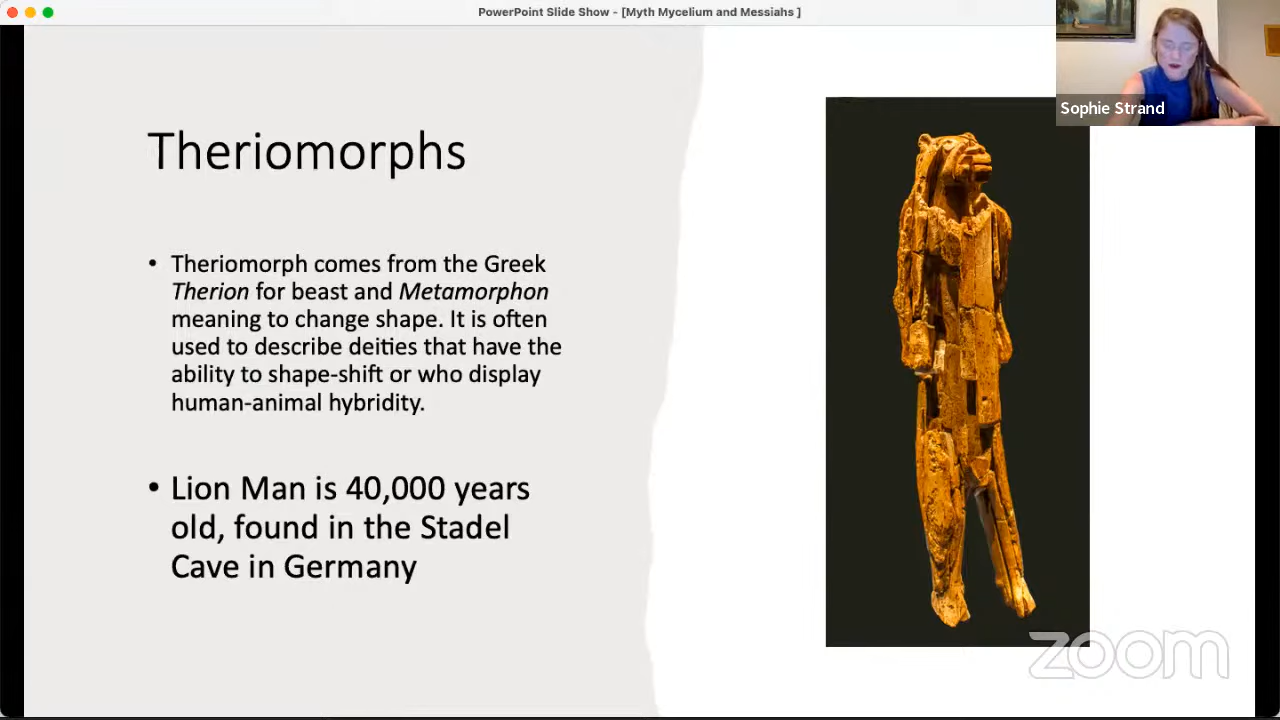 PowerPoint Slide Show - [Myth Mycelium and Messiahs ]
Sophie Strand
Theriomorphs
• Theriomorph comes from the Greek
Therion for beast and Metamorphon
meaning to change shape. It is often
used to describe deities that have the
ability to shape-shift or who display
human-animal hybridity.
• Lion Man is 40,000 years
old, found in the Stadel
Cave in Germany
zoom